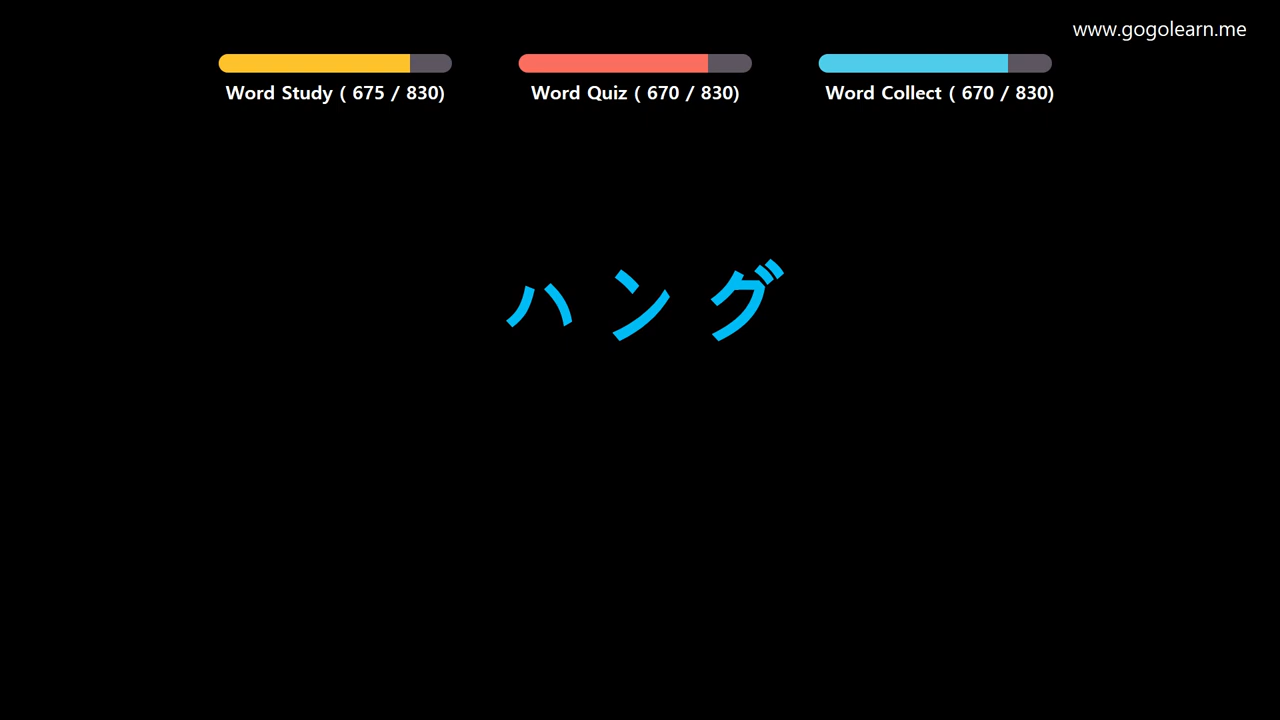 www.gogolearn.me
Word Study ( 675 / 830)
Word Quiz ( 670 / 830)
Word Collect ( 670 / 830)
ハング